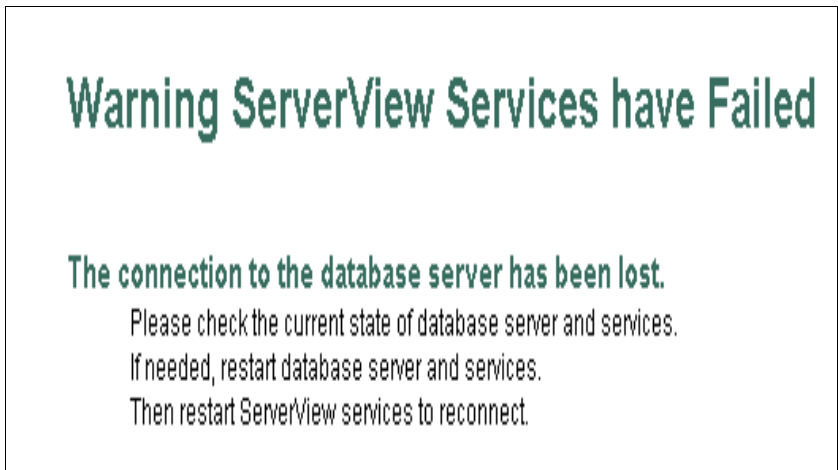 Warning ServerView Services have Failed
The connection to the database server has been lost.
Please check the current state of database server and services.
If needed, restart database server and services.
Then restart ServerView services to reconnect.